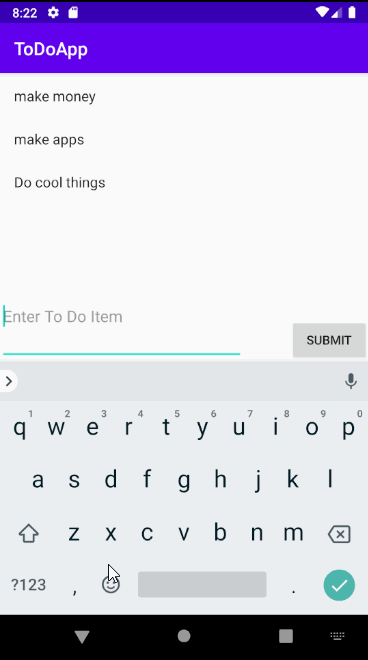 8:22
ToDoApp
make money
make apps
Do cool things
Enter To Do Item
SUBMIT
1 2 3 4 5 6 7 8 9 0
q w e r t y u i o p
a s d f g h j k l
z x c v b n m
?123 , .